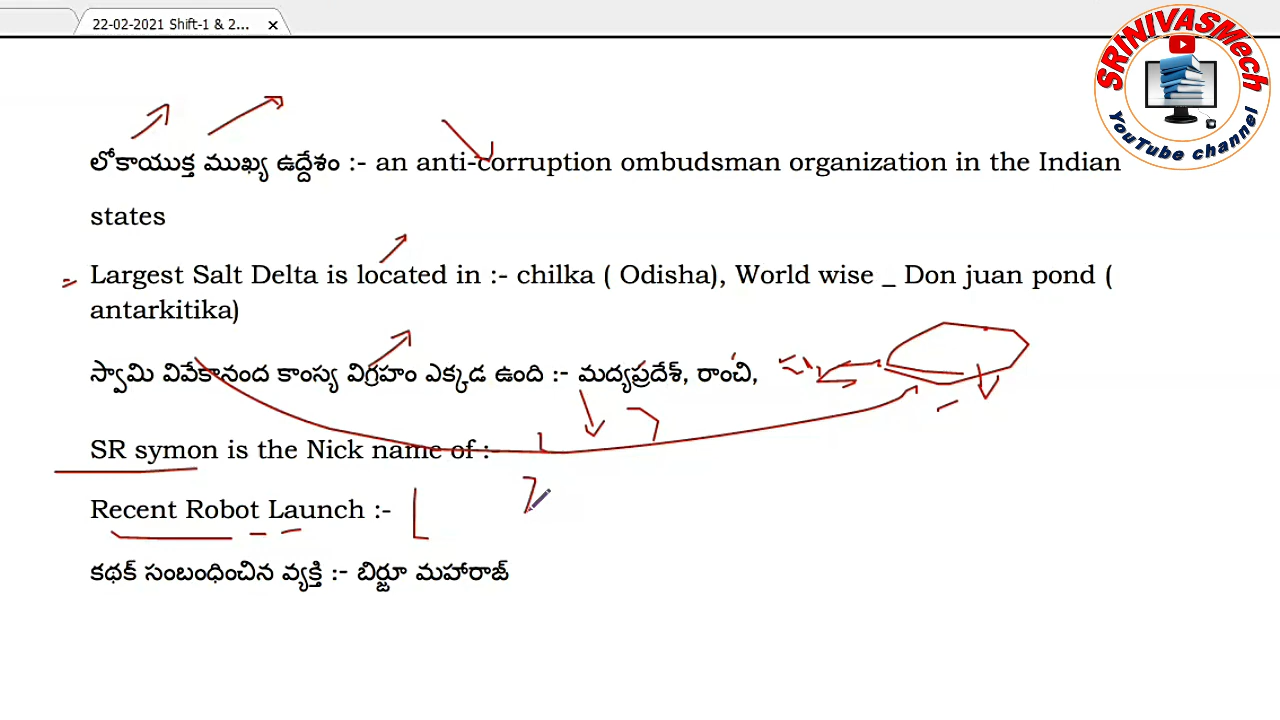 22-02-2021 Shift-1 & 2...
SRINIVASMech
YouTube channel
లోకాయుక్త ముఖ్య ఉద్దేశం :- an anti-corruption ombudsman organization in the Indian
states
Largest Salt Delta is located in :- chilka ( Odisha), World wise _ Don juan pond (
antarkitika)
స్వామి వివేకానంద కాంస్య విగ్రహం ఎక్కడ ఉంది :- మద్యప్రదేశ్, రాంచి,
SR symon is the Nick name of :-
Recent Robot Launch :-
కథక్ సంబంధించిన వ్యక్తి :- బిర్జూ మహారాజ్